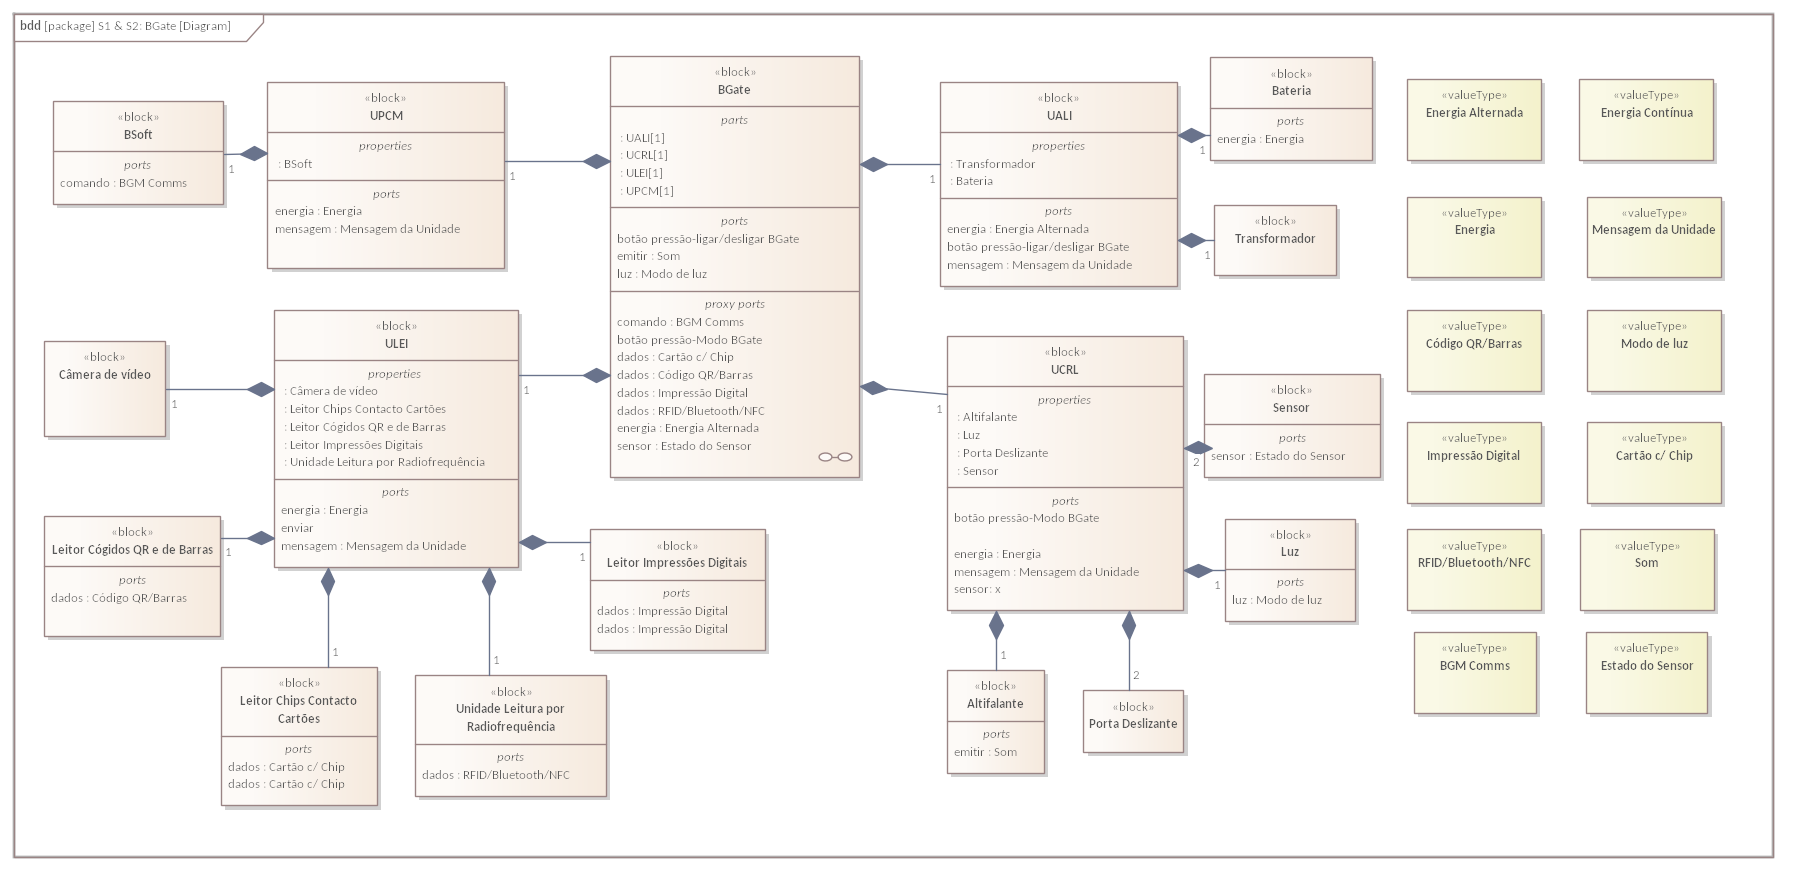 bdd [package] S1 & S2: BGate [Diagram]
«block»
BSoft
ports
comando : BGM Comms
1
«block»
UPCM
properties
: BSoft
ports
energia : Energia
mensagem : Mensagem da Unidade
1
«block»
BGate
parts
: UALI[1]
: UCRL[1]
: ULEI[1]
: UPCM[1]
ports
botão pressão-ligar/desligar BGate
emitir : Som
luz : Modo de luz
proxy ports
comando : BGM Comms
botão pressão-Modo BGate
dados : Cartão c/ Chip
dados : Código QR/Barras
dados : Impressão Digital
dados : RFID/Bluetooth/NFC
energia : Energia Alternada
sensor : Estado do Sensor
1
«block»
UALI
properties
: Transformador
: Bateria
ports
energia : Energia Alternada
botão pressão-ligar/desligar BGate
mensagem : Mensagem da Unidade
«block»
Bateria
ports
energia : Energia
1
«block»
Transformador
1
«block»
Câmera de vídeo
1
«block»
ULEI
properties
: Câmera de vídeo
: Leitor Chips Contacto Cartões
: Leitor Cógidos QR e de Barras
: Leitor Impressões Digitais
: Unidade Leitura por Radiofrequência
ports
energia : Energia
enviar
mensagem : Mensagem da Unidade
1
1
«block»
UCRL
properties
: Altifalante
: Luz
: Porta Deslizante
: Sensor
ports
botão pressão-Modo BGate
energia : Energia
mensagem : Mensagem da Unidade
sensor: x
«block»
Sensor
ports
sensor : Estado do Sensor
2
«block»
Luz
ports
luz : Modo de luz
1
«block»
Leitor Cógidos QR e de Barras
ports
dados : Código QR/Barras
1
«block»
Leitor Impressões Digitais
ports
dados : Impressão Digital
dados : Impressão Digital
1
1
«block»
Leitor Chips Contacto
Cartões
ports
dados : Cartão c/ Chip
dados : Cartão c/ Chip
1
«block»
Unidade Leitura por
Radiofrequência
ports
dados : RFID/Bluetooth/NFC
1
«block»
Altifalante
ports
emitir : Som
2
«block»
Porta Deslizante
«valueType»
Energia Alternada
«valueType»
Energia Contínua
«valueType»
Energia
«valueType»
Mensagem da Unidade
«valueType»
Código QR/Barras
«valueType»
Modo de luz
«valueType»
Impressão Digital
«valueType»
Cartão c/ Chip
«valueType»
RFID/Bluetooth/NFC
«valueType»
Som
«valueType»
BGM Comms
«valueType»
Estado do Sensor